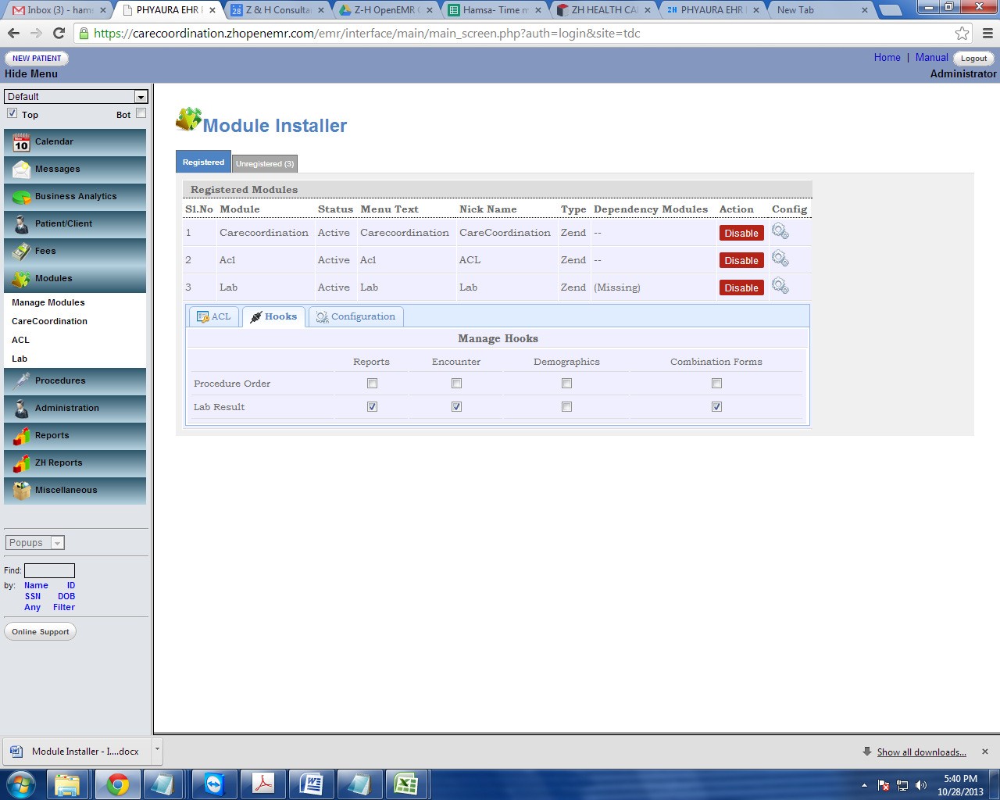 Inbox (3) - hams
PHYAURA EHR F
Z & H Consulta
Z-H OpenEMR
Hamsa- Time m
ZH HEALTH CA
PHYAURA EHR
New Tab
https://carecoordination.zhopenemr.com/emr/interface/main/main_screen.php?auth=login&site=tdc
NEW PATIENT
Home | Manual Logout
Hide Menu
Administrator
Default
Top Bot
Calendar
Messages
Business Analytics
Patient/Client
Fees
Modules
Manage Modules
CareCoordination
ACL
Lab
Procedures
Administration
Reports
ZH Reports
Miscellaneous
Popups
Find:
by: Name ID
SSN DOB
Any Filter
Online Support
Module Installer
Registered Unregistered (3)
Registered Modules
Sl.No Module Status Menu Text Nick Name Type Dependency Modules Action Config
1 Carecoordination Active Carecoordination CareCoordination Zend -- Disable
2 Acl Active Acl ACL Zend -- Disable
3 Lab Active Lab Lab Zend (Missing) Disable
ACL Hooks Configuration
Manage Hooks
Reports Encounter Demographics Combination Forms
Procedure Order
Lab Result
Module Installer - I....docx
Show all downloads...
5:40 PM
10/28/2013